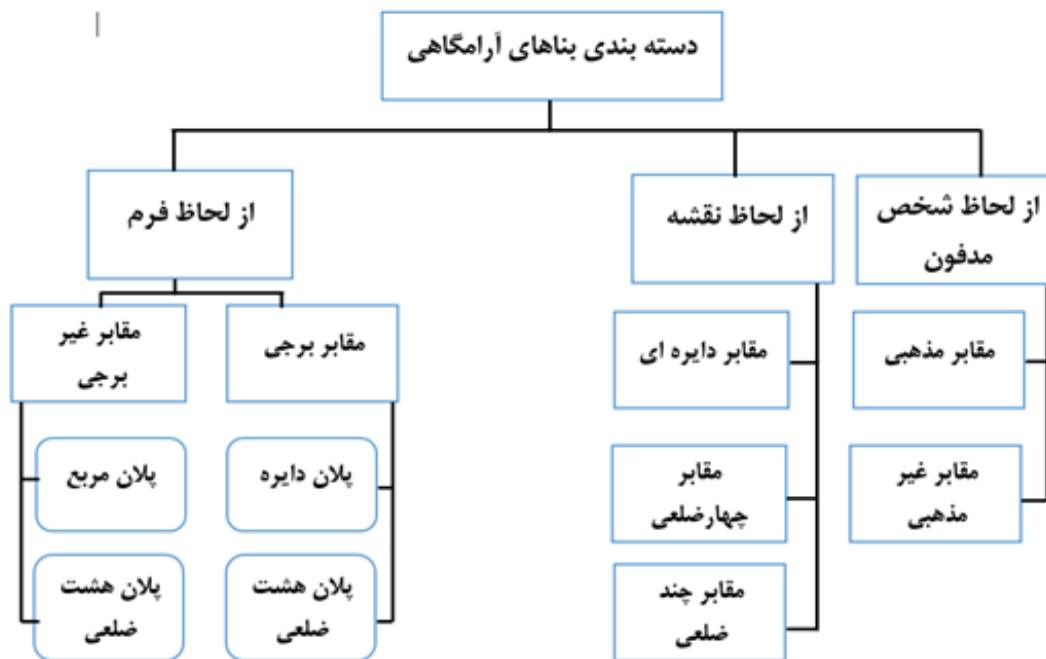 دسته بندی بناهای آرامگاهی
از لحاظ شخص
مدفون
مقابر مذهبی
مقابر غیر
مذهبی
از لحاظ نقشه
مقابر دایره ای
مقابر
چهارضلعی
مقابر چند
ضلعی
از لحاظ فرم
مقابر برجی
پلان دایره
پلان هشت
ضلعی
مقابر غیر
برجی
پلان مربع
پلان هشت
ضلعی